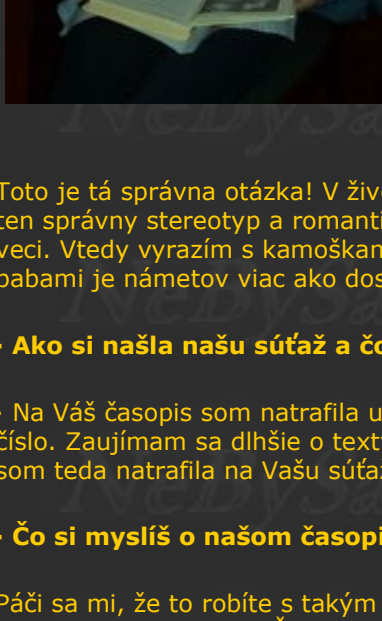 Toto je tá správna otázka! V živ
ten správny stereotyp a romanti
veci. Vtedy vyrazím s kamoškam
babami je námetov viac ako dos
- Ako si našla našu súťaž a čo
- Na Váš časopis som natrafila u
číslo. Zaujímam sa dlhšie o text
som teda natrafila na Vašu súťaž
- Čo si myslíš o našom časopi
Páči sa mi, že to robíte s takým